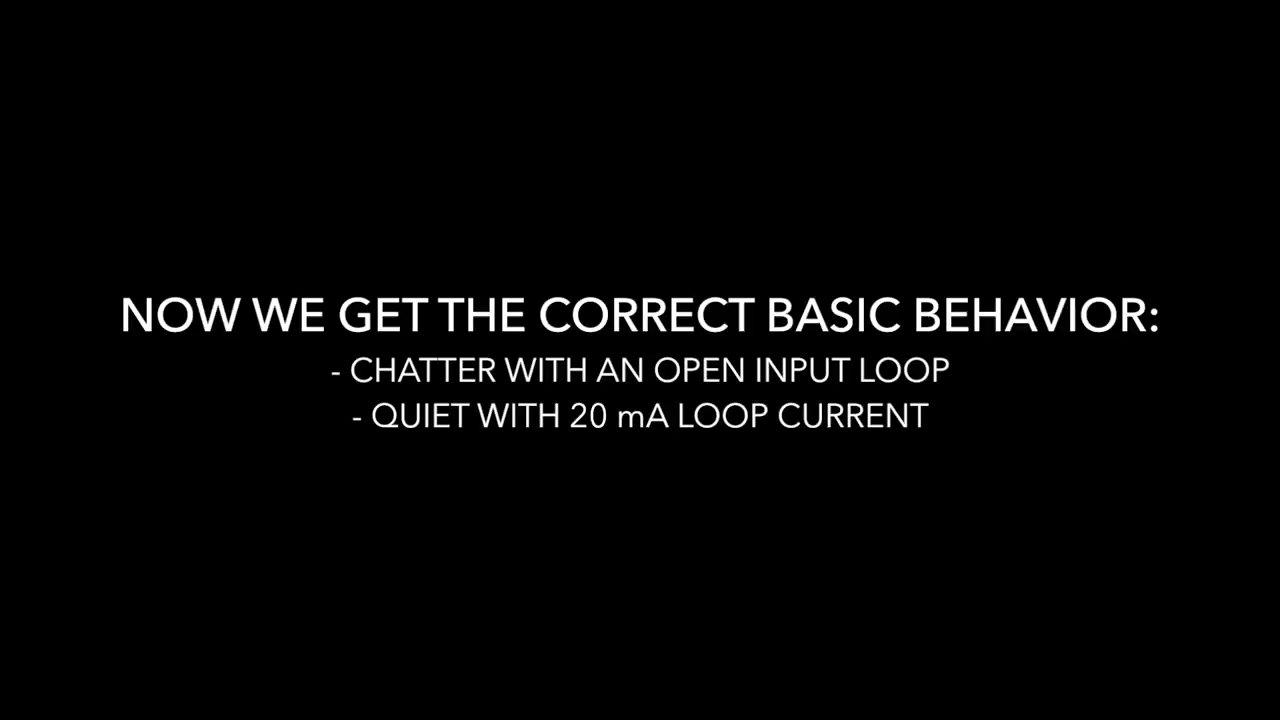 NOW WE GET THE CORRECT BASIC BEHAVIOR:
- CHATTER WITH AN OPEN INPUT LOOP
- QUIET WITH 20 mA LOOP CURRENT